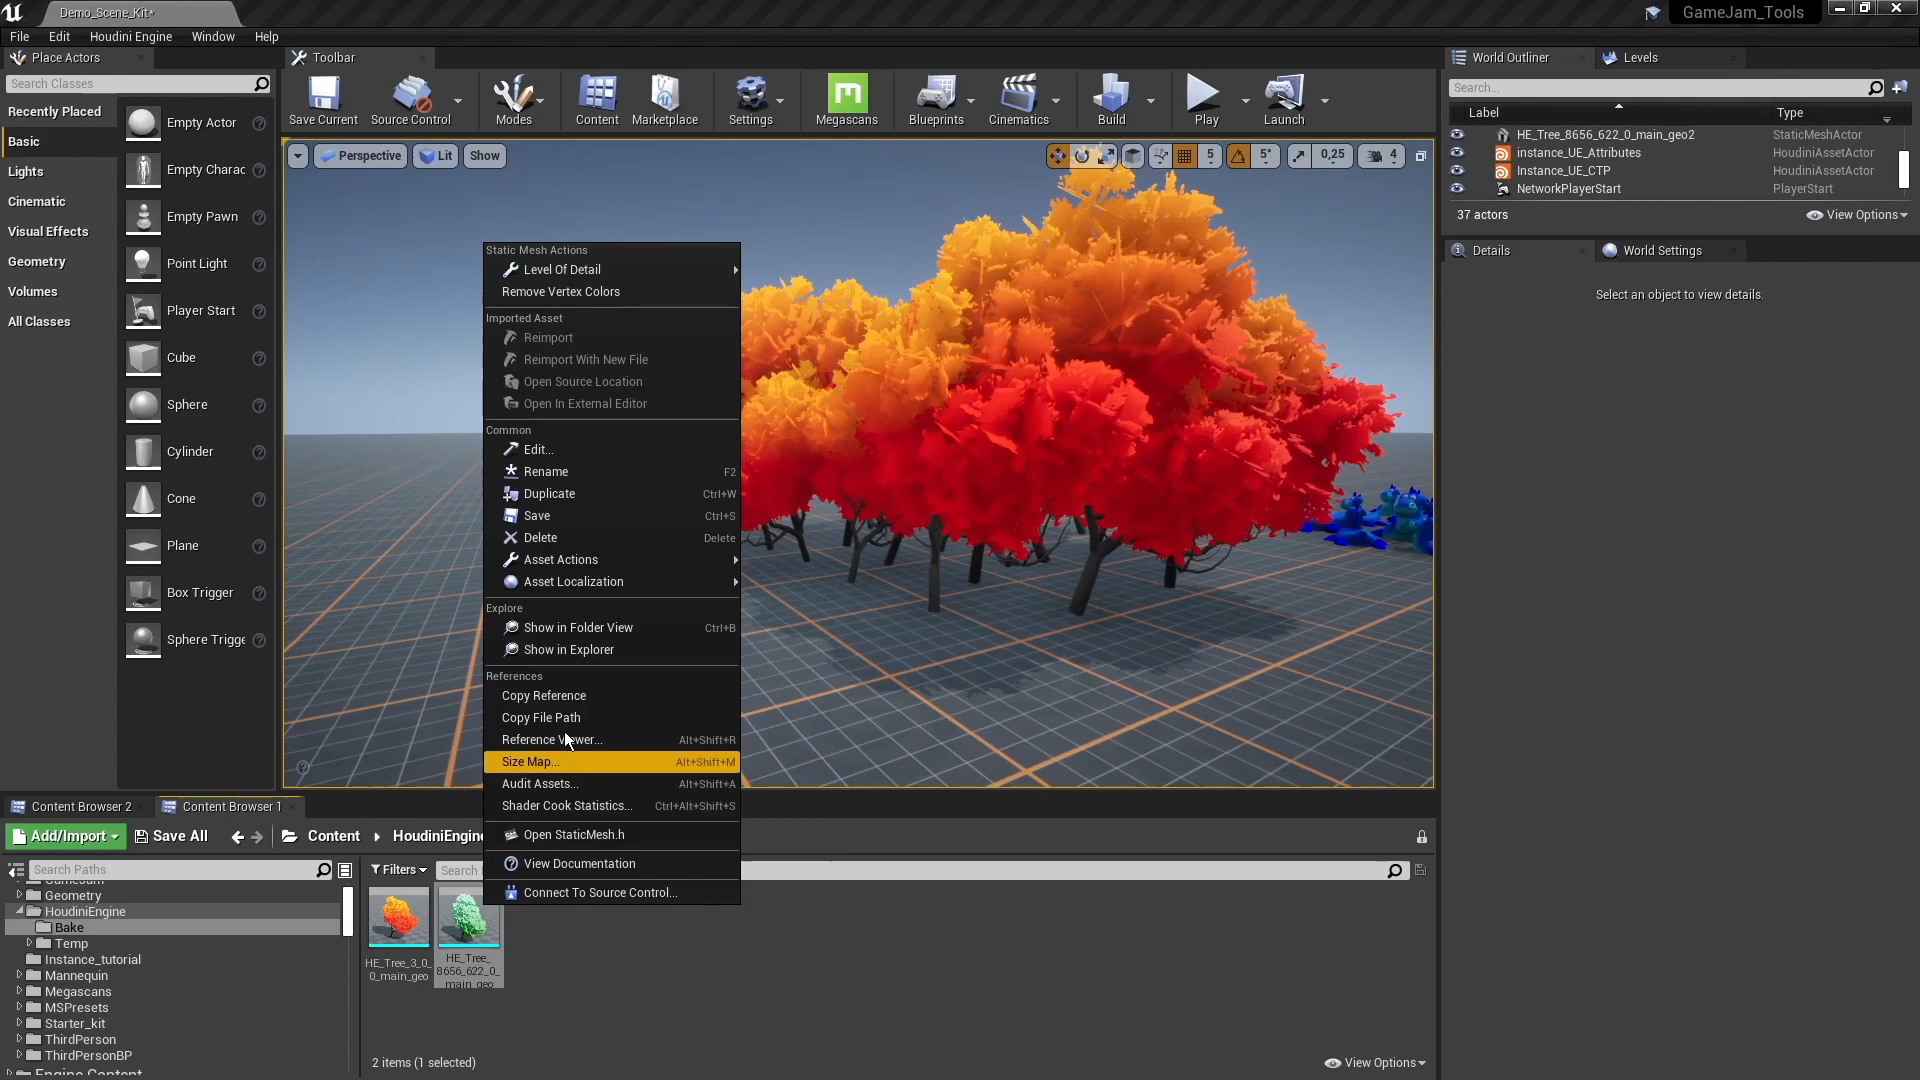 Demo_Scene_Kit*
GameJam_Tools
File Edit Houdini Engine Window Help
Place Actors
Search Classes
Recently Placed
Basic
Lights
Cinematic
Visual Effects
Geometry
Volumes
All Classes
Empty Actor
Empty Charac
Empty Pawn
Point Light
Player Start
Cube
Sphere
Cylinder
Cone
Plane
Box Trigger
Sphere Trigge
Toolbar
Save Current Source Control Modes Content Marketplace Settings Megascans Blueprints Cinematics Build Play Launch
Perspective Lit Show
5 5° 0,25 4
Static Mesh Actions
Level Of Detail
Remove Vertex Colors
Imported Asset
Reimport
Reimport With New File
Open Source Location
Open In External Editor
Common
Edit...
Rename F2
Duplicate Ctrl+W
Save Ctrl+S
Delete Delete
Asset Actions
Asset Localization
Explore
Show in Folder View Ctrl+B
Show in Explorer
References
Copy Reference
Copy File Path
Reference Viewer... Alt+Shift+R
Size Map... Alt+Shift+M
Audit Assets... Alt+Shift+A
Shader Cook Statistics... Ctrl+Alt+Shift+S
Open StaticMesh.h
View Documentation
Connect To Source Control...
World Outliner Levels
Search...
Label Type
HE_Tree_8656_622_0_main_geo2 StaticMeshActor
instance_UE_Attributes HoudiniAssetActor
Instance_UE_CTP HoudiniAssetActor
NetworkPlayerStart PlayerStart
37 actors View Options
Details World Settings
Select an object to view details.
Content Browser 2 Content Browser 1
Add/Import Save All Content HoudiniEngin
Search Paths
GameJam
Geometry
HoudiniEngine
Bake
Temp
Instance_tutorial
Mannequin
Megascans
MSPresets
Starter_kit
ThirdPerson
ThirdPersonBP
Engine Content
Filters Search
HE_Tree_3_0_
0_main_geo
HE_Tree_
8656_622_0_
main_geo
2 items (1 selected) View Options